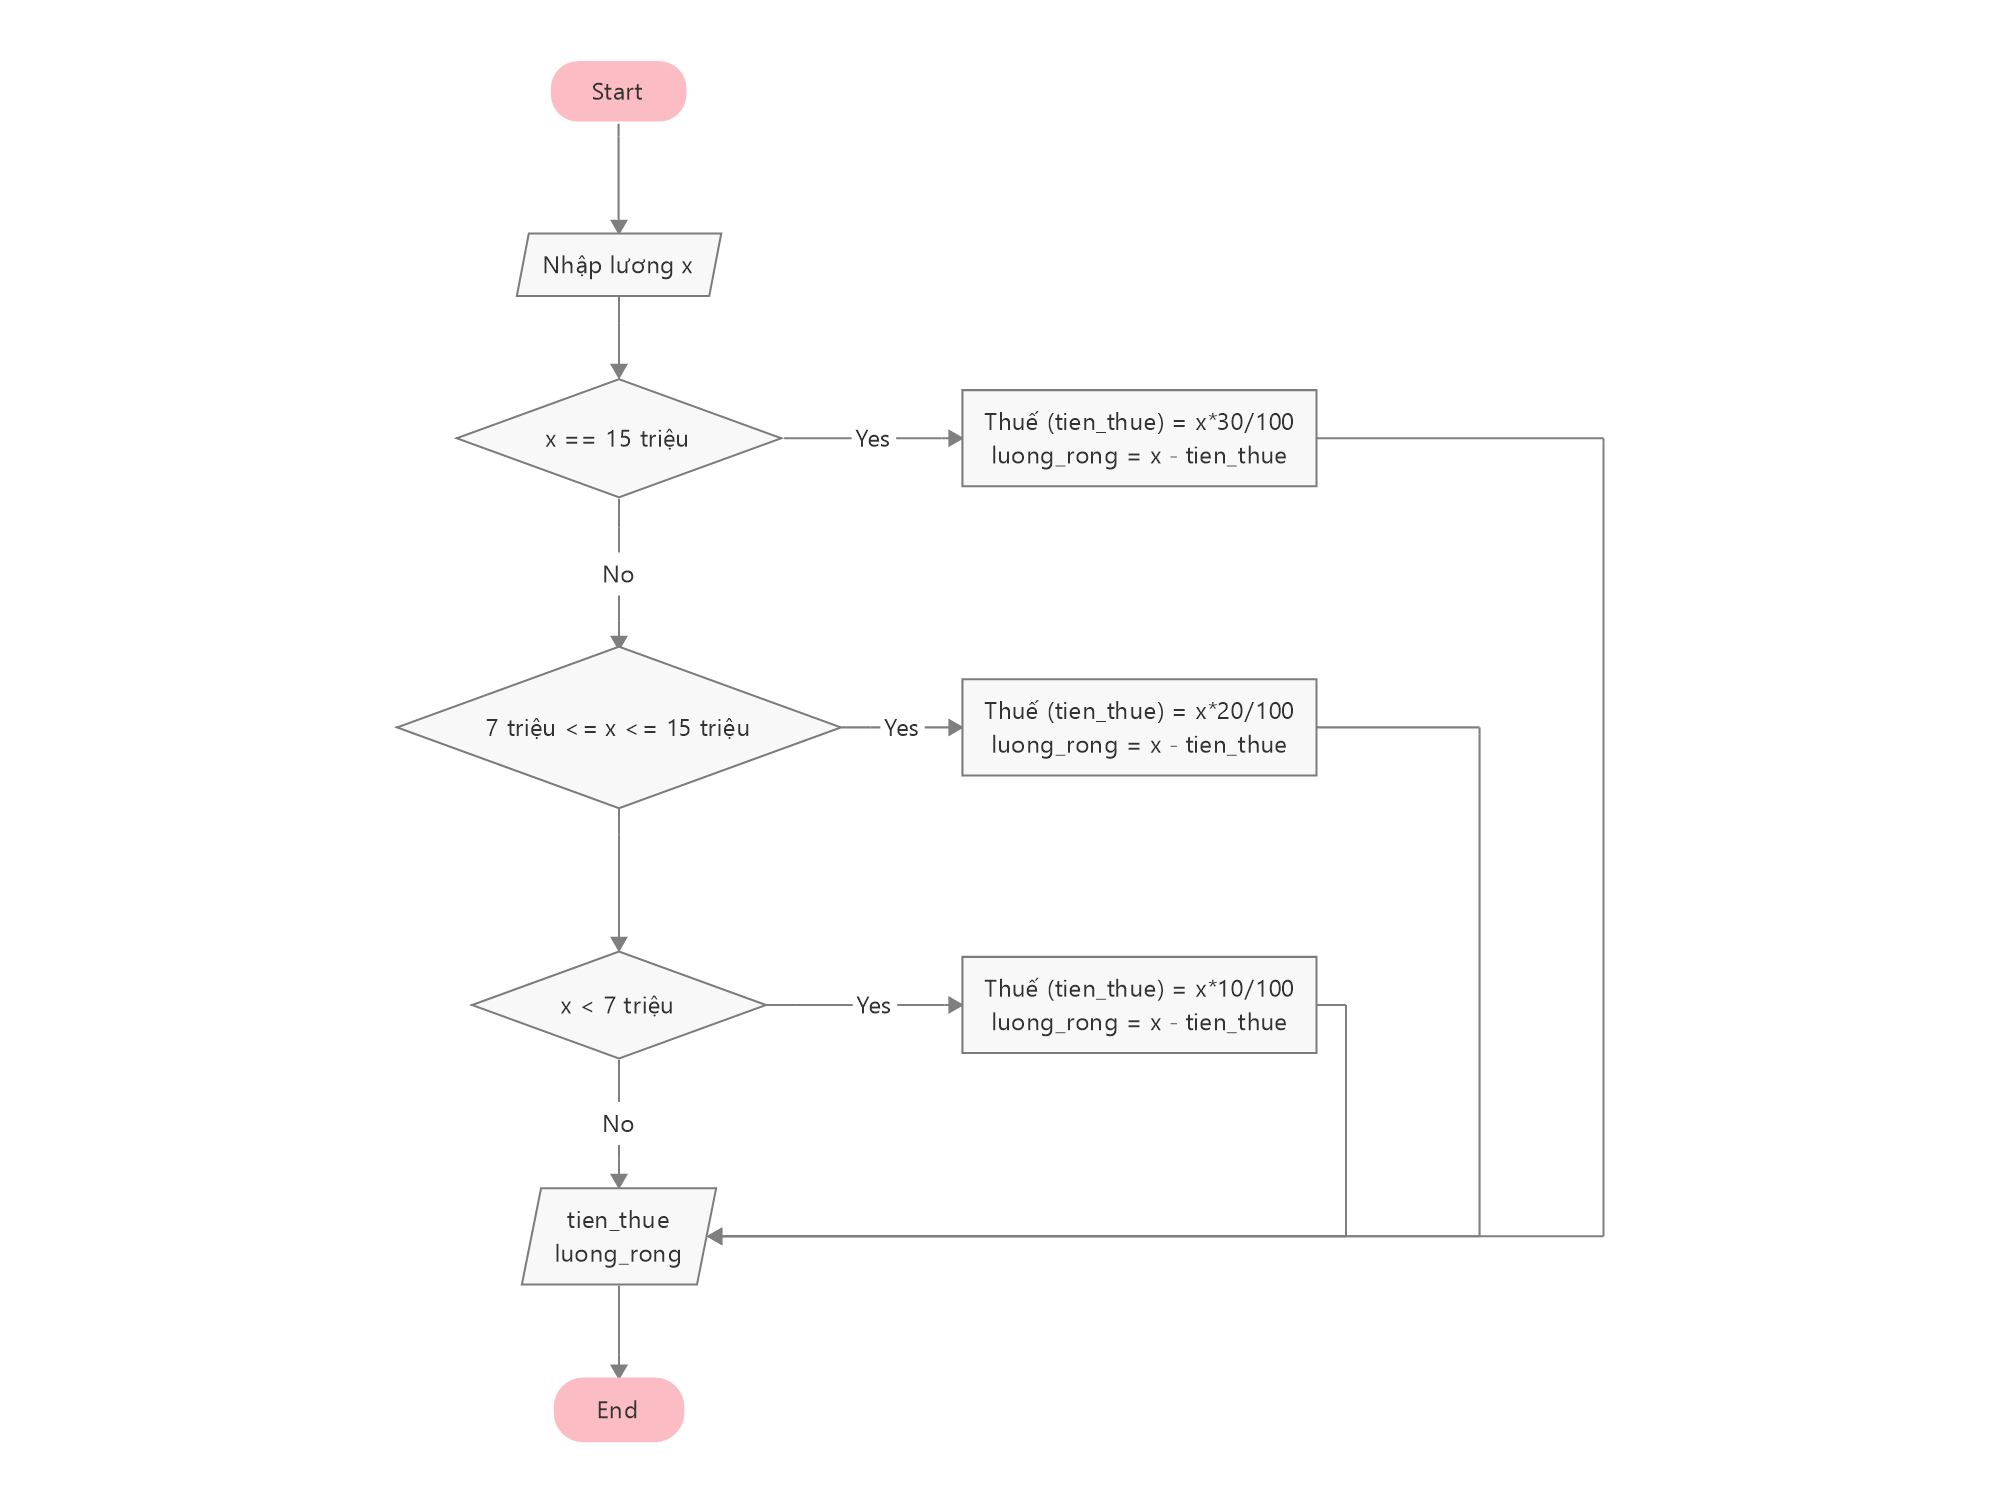 Start
Nhập lương x
x == 15 triệu
Yes
Thuế (tien_thue) = x*30/100
luong_rong = x - tien_thue
No
7 triệu <= x <= 15 triệu
Yes
Thuế (tien_thue) = x*20/100
luong_rong = x - tien_thue
x < 7 triệu
Yes
Thuế (tien_thue) = x*10/100
luong_rong = x - tien_thue
No
tien_thue
luong_rong
End